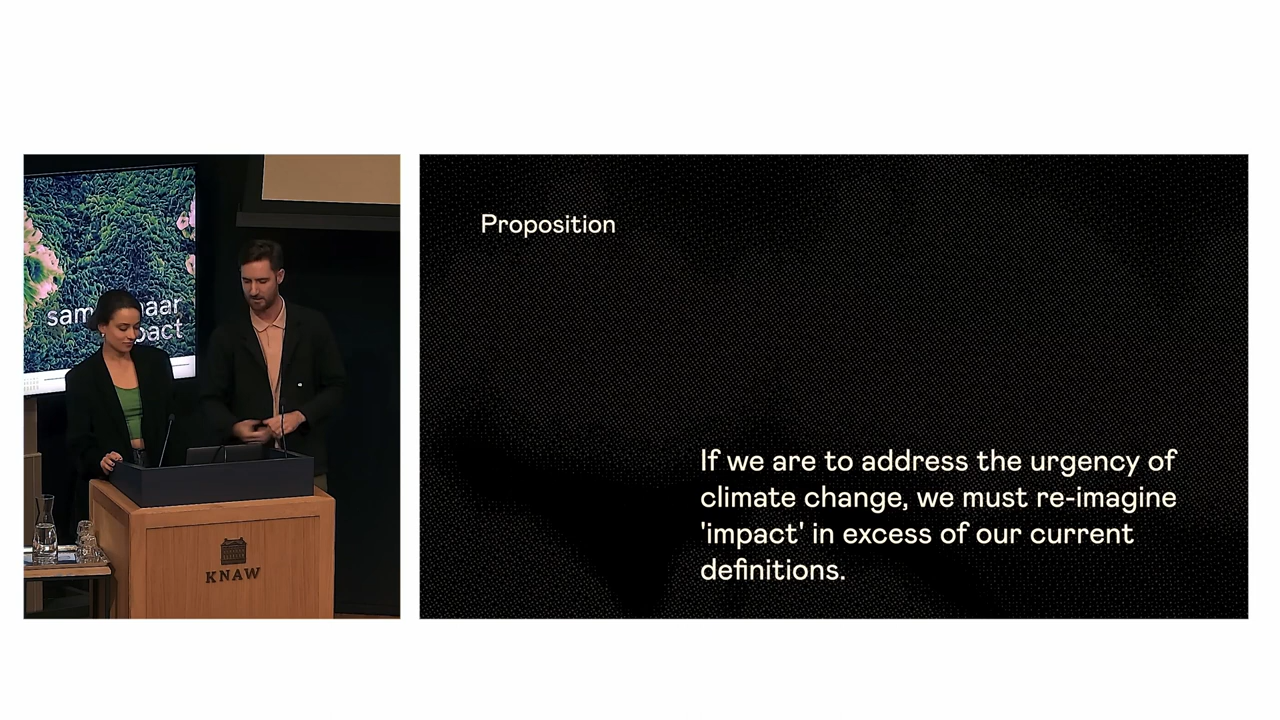 Proposition
If we are to address the urgency of
climate change, we must re-imagine
'impact' in excess of our current
definitions.
KNAW